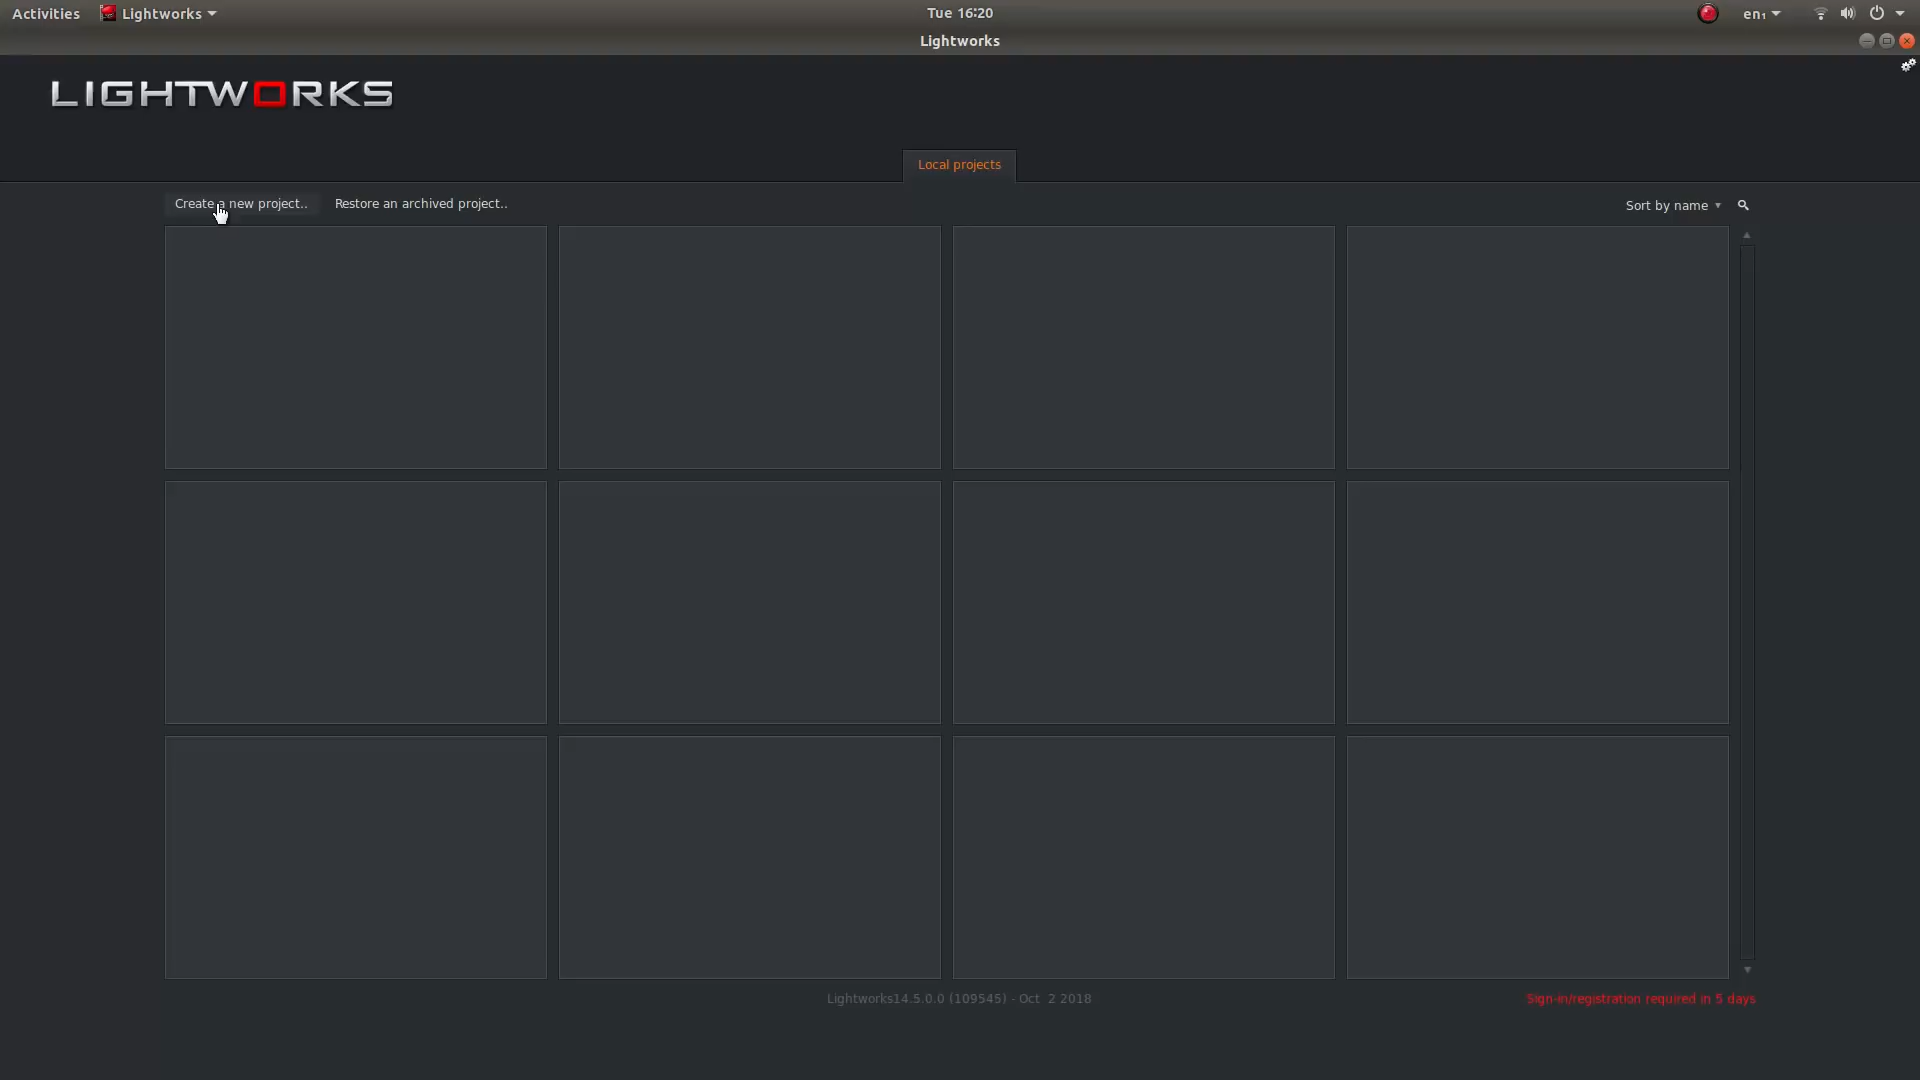 Activities Lightworks Tue 16:20 en₁
Lightworks
LIGHTWORKS
Local projects
Create a new project.. Restore an archived project.. Sort by name
Lightworks14.5.0.0 (109545) - Oct  2 2018 Sign-in/registration required in 5 days